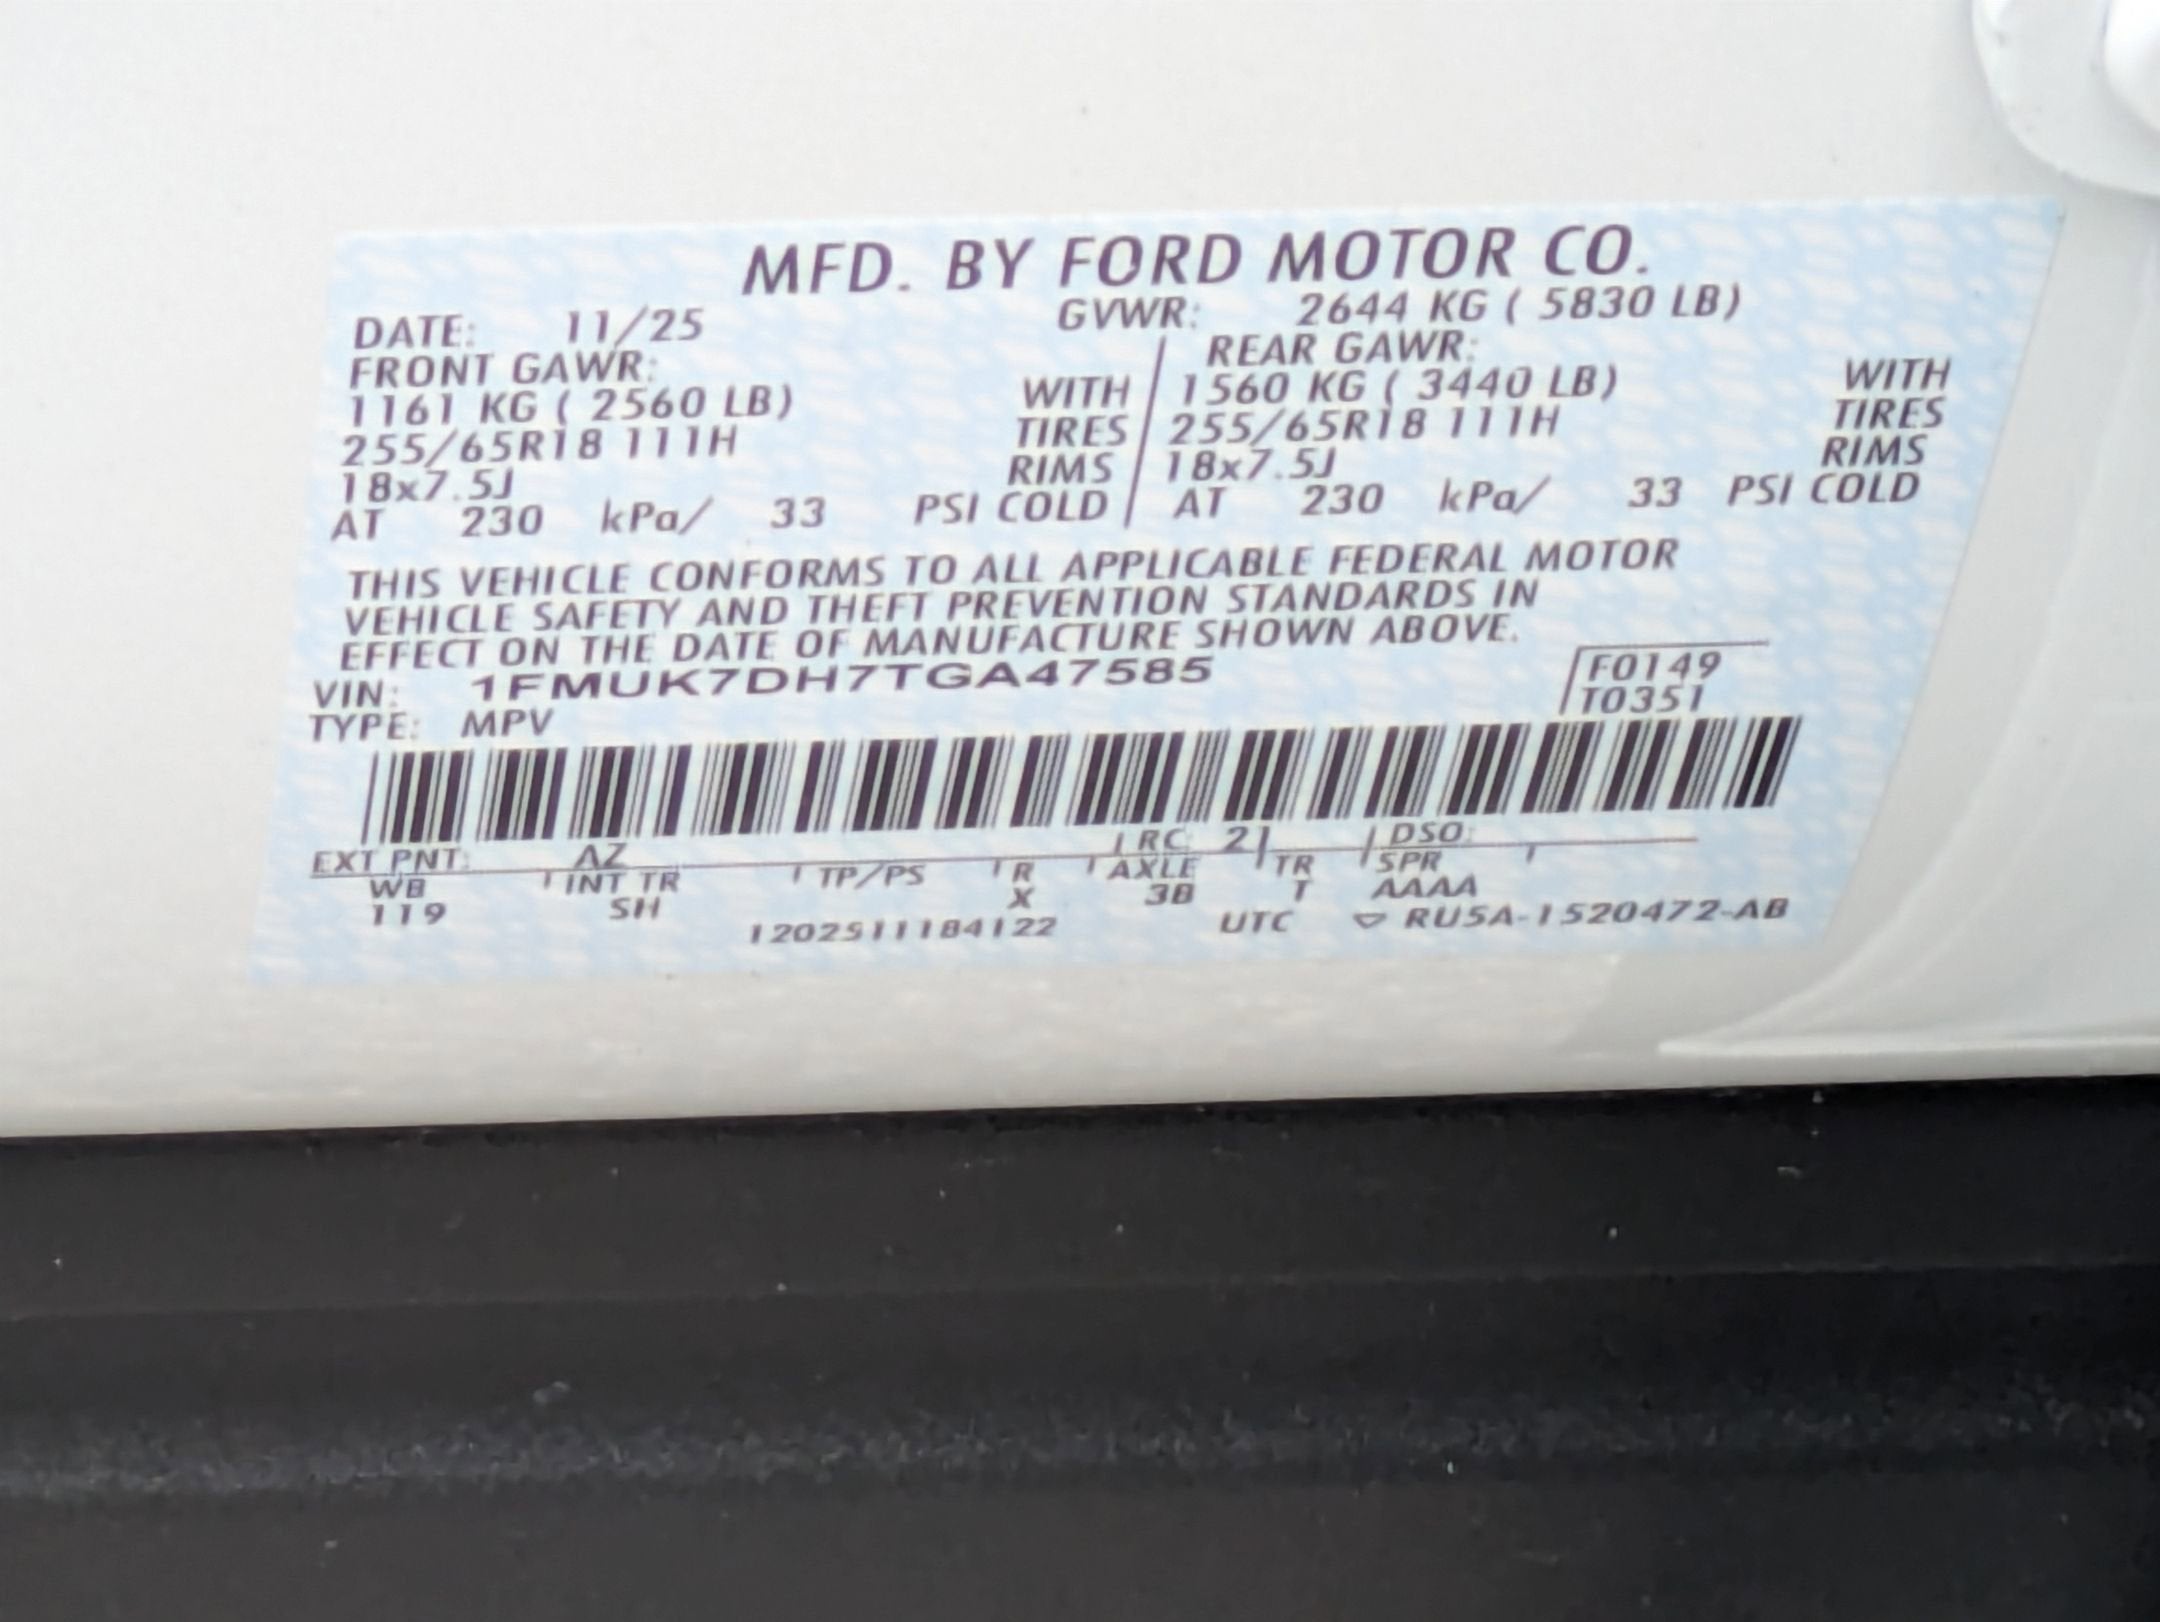 MFD. BY FORD MOTOR CO.
DATE: 11/25 GVWR: 2644 KG ( 5830 LB)
FRONT GAWR: REAR GAWR:
1161 KG ( 2560 LB) WITH 1560 KG ( 3440 LB) WITH
255/65R18 111H TIRES 255/65R18 111H TIRES
18x7.5J RIMS 18x7.5J RIMS
AT 230 kPa/ 33 PSI COLD AT 230 kPa/ 33 PSI COLD
THIS VEHICLE CONFORMS TO ALL APPLICABLE FEDERAL MOTOR
VEHICLE SAFETY AND THEFT PREVENTION STANDARDS IN
EFFECT ON THE DATE OF MANUFACTURE SHOWN ABOVE.
VIN: 1FMUK7DH7TGA47585 F0149
TYPE: MPV T0351
EXT PNT: AZ RC: 21 DSO:
WB INT TR TP/PS R AXLE TR SPR
119 SH X 3B T AAAA
1202511184122 UTC RU5A-1520472-AB